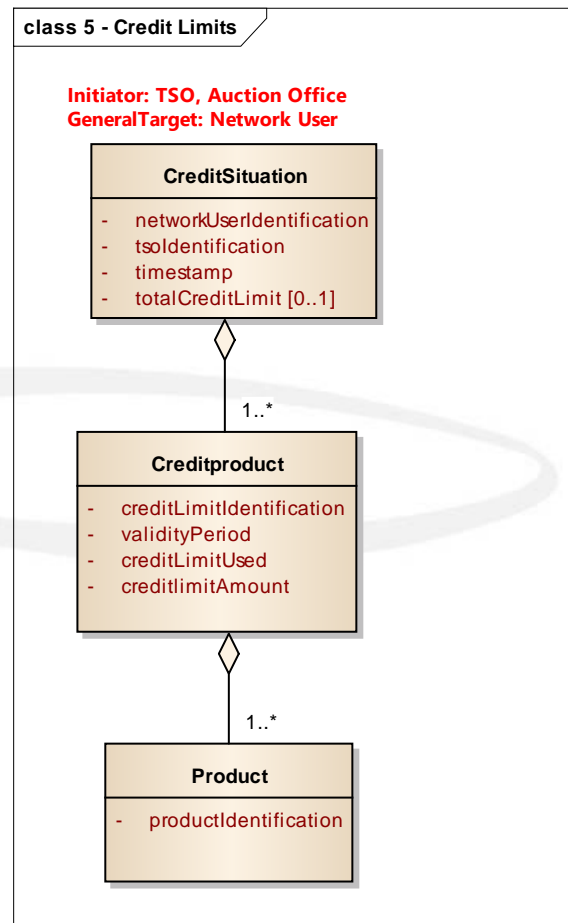 class 5 - Credit Limits
Initiator: TSO, Auction Office
GeneralTarget: Network User
CreditSituation
- networkUserIdentification
- tsoIdentification
- timestamp
- totalCreditLimit [0..1]
1..*
Creditproduct
- creditLimitIdentification
- validityPeriod
- creditLimitUsed
- creditlimitAmount
1..*
Product
- productIdentification